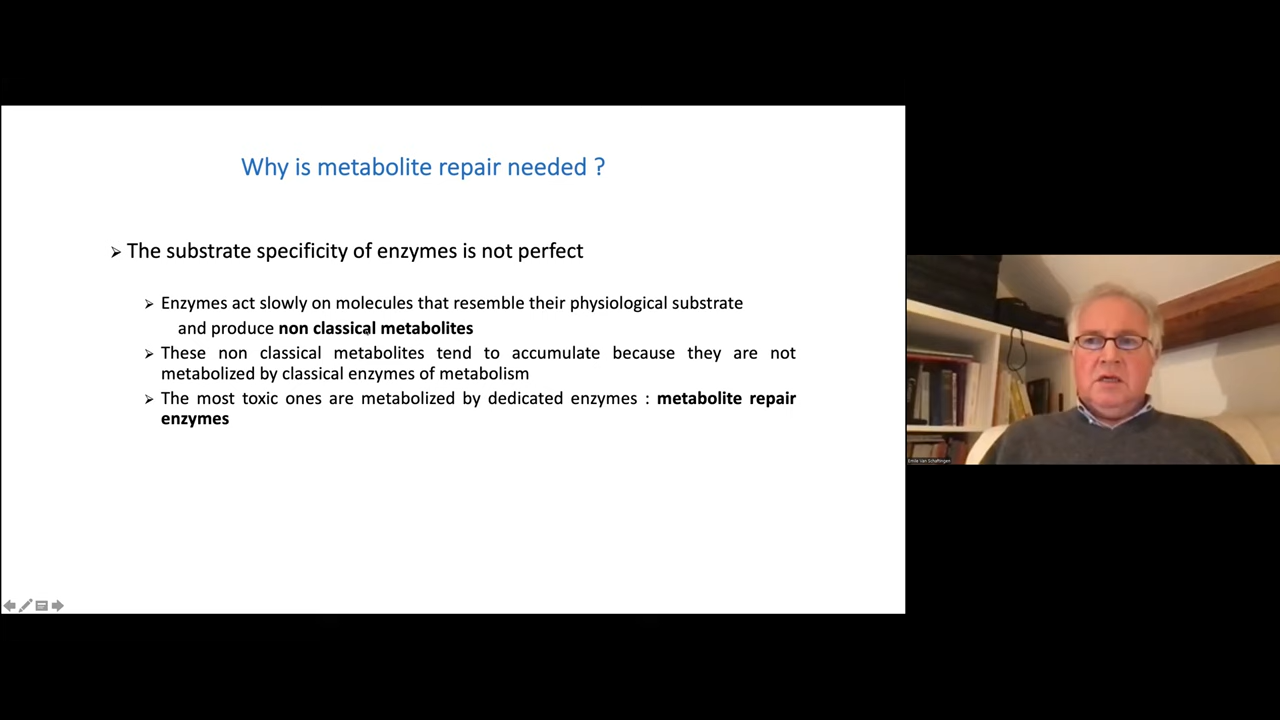 Why is metabolite repair needed ?
➢ The substrate specificity of enzymes is not perfect
➢ Enzymes act slowly on molecules that resemble their physiological substrate
and produce non classical metabolites
➢ These non classical metabolites tend to accumulate because they are not
metabolized by classical enzymes of metabolism
➢ The most toxic ones are metabolized by dedicated enzymes : metabolite repair
enzymes
Emile Van Schaftingen